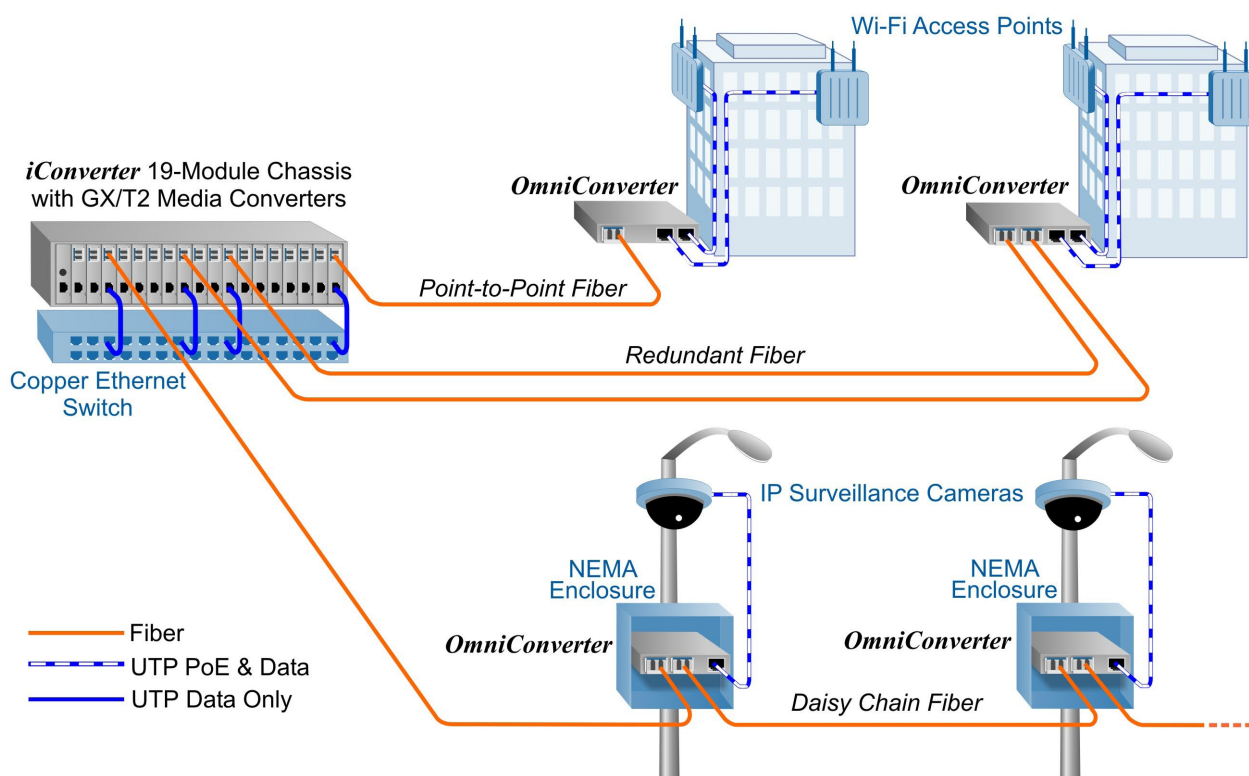 Wi-Fi Access Points
iConverter 19-Module Chassis
with GX/T2 Media Converters
OmniConverter
OmniConverter
Point-to-Point Fiber
Redundant Fiber
Copper Ethernet
Switch
IP Surveillance Cameras
NEMA
Enclosure
NEMA
Enclosure
OmniConverter
OmniConverter
Daisy Chain Fiber
Fiber
UTP PoE & Data
UTP Data Only